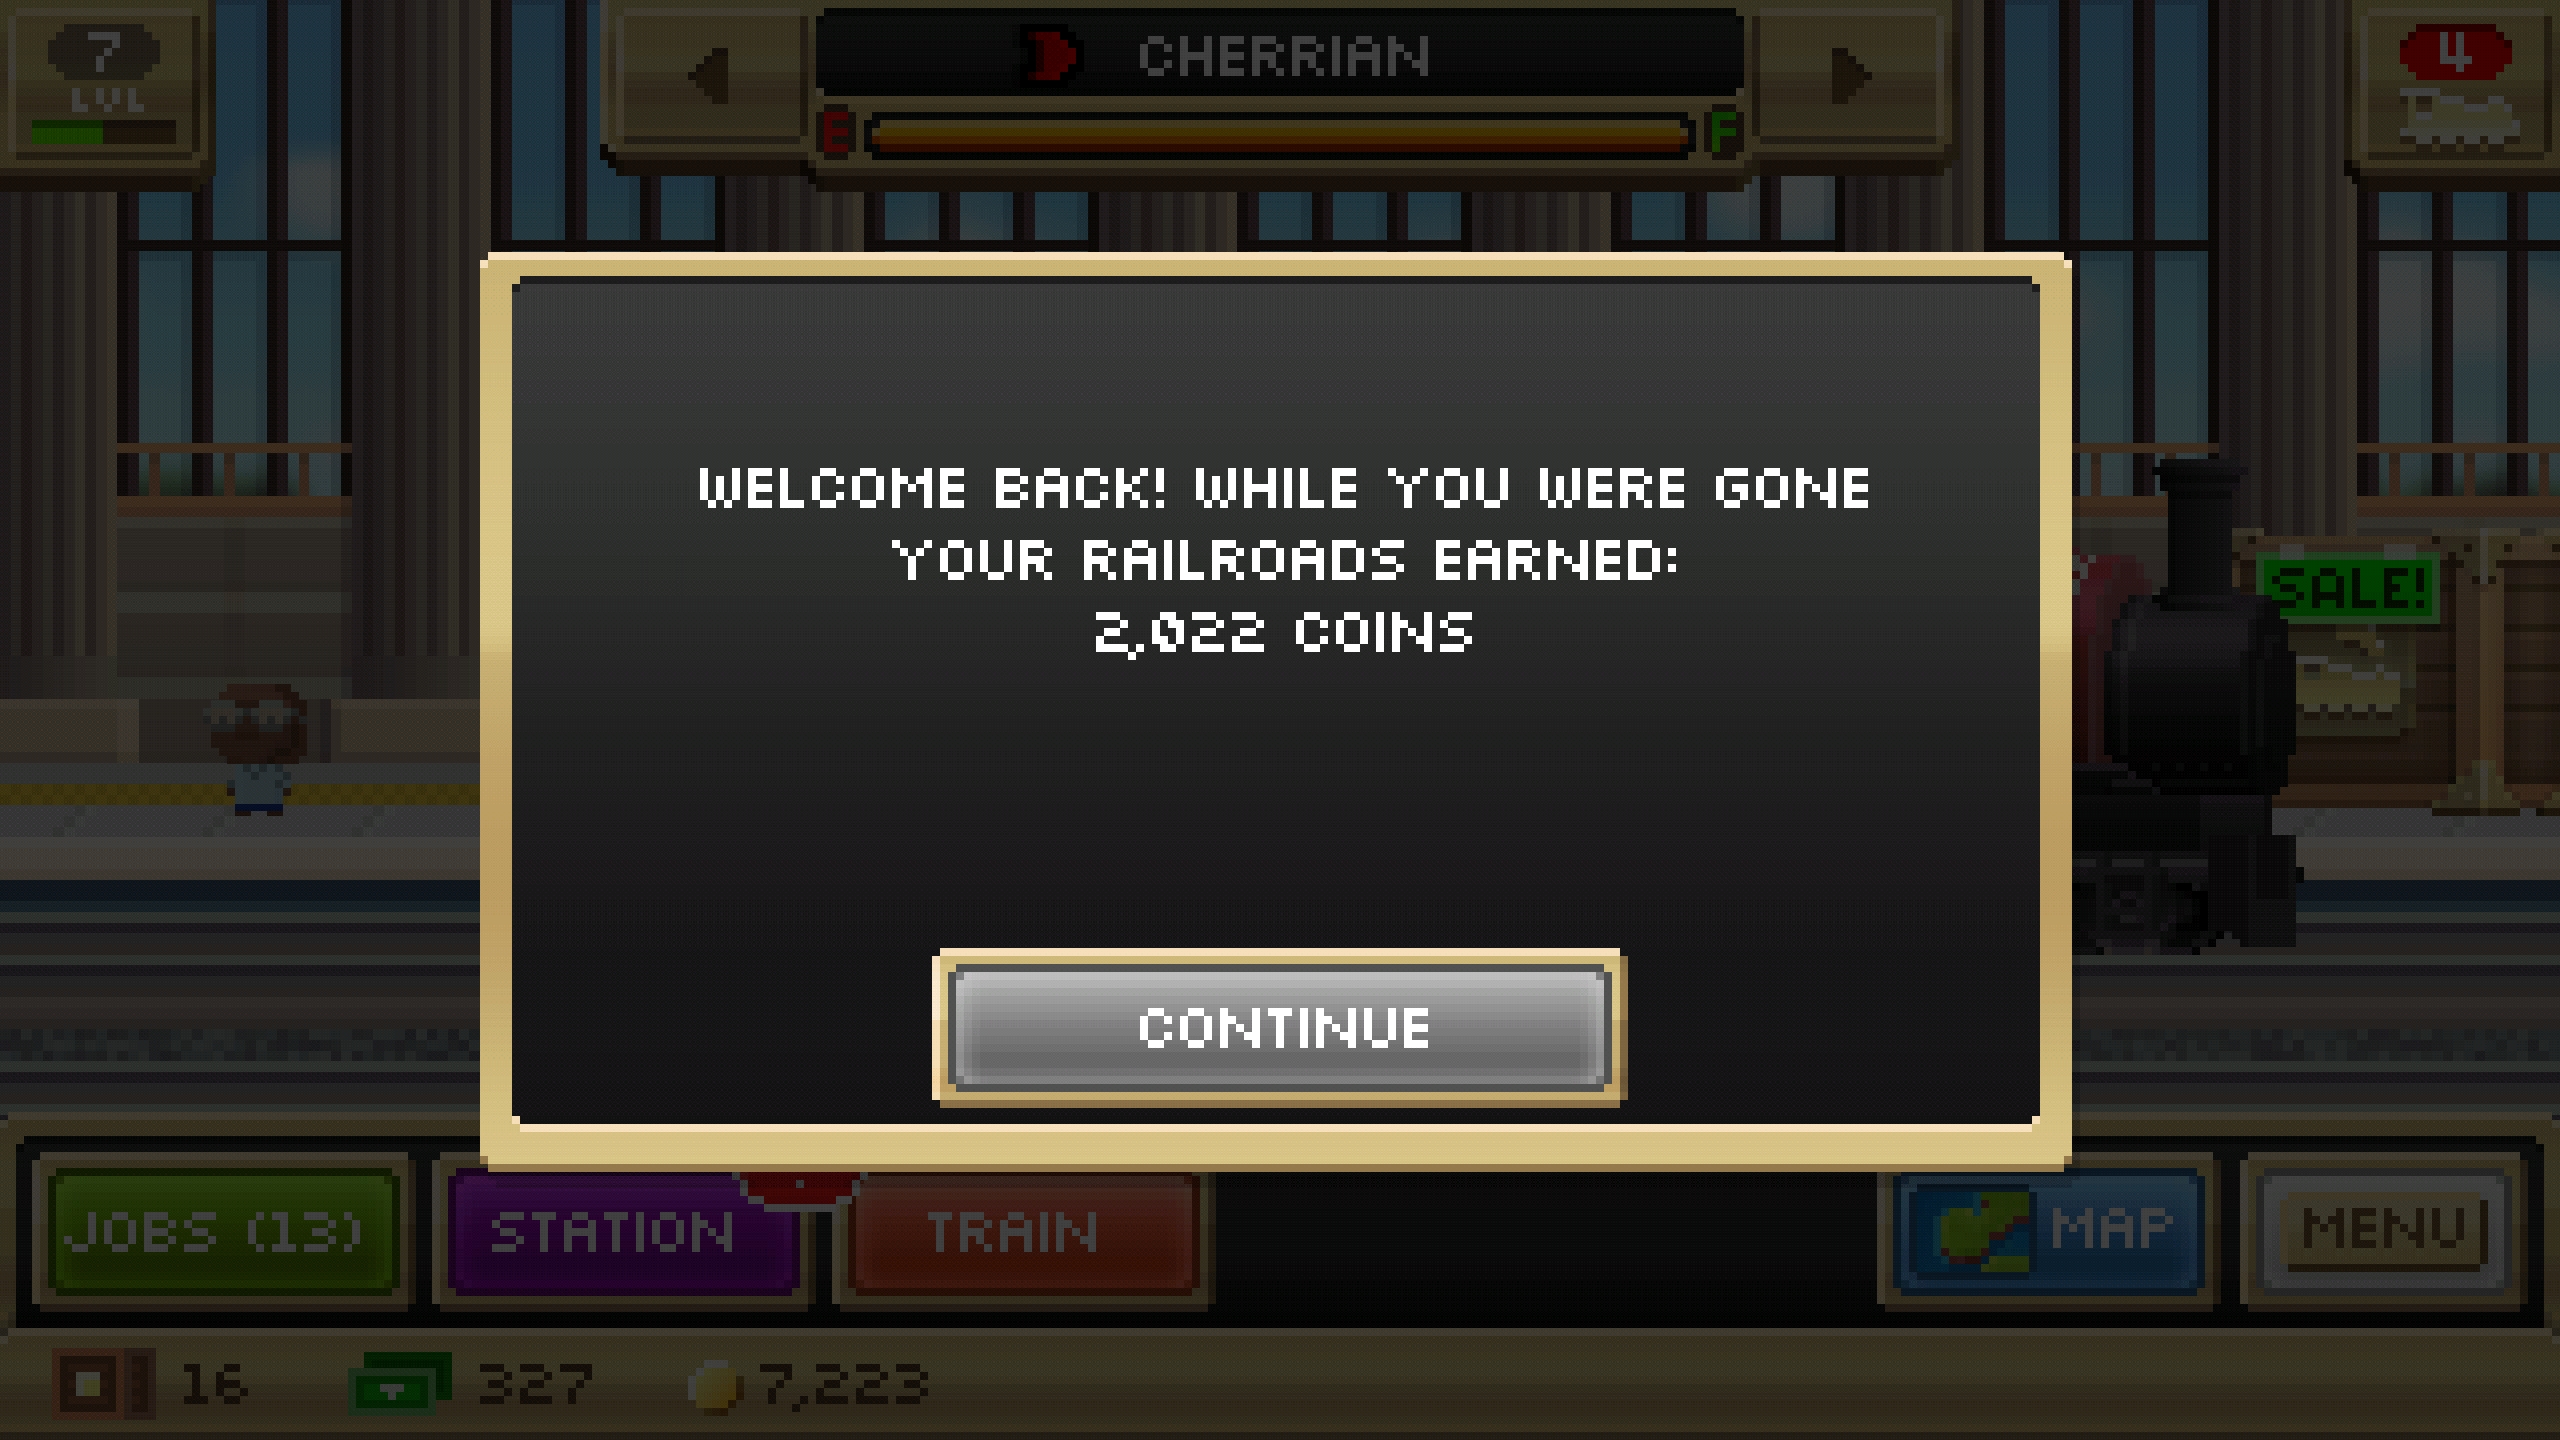 7
LVL
CHERRIAN
E
F
4
WELCOME BACK! WHILE YOU WERE GONE
YOUR RAILROADS EARNED:
2,022 COINS
SALE!
CONTINUE
JOBS (13)
STATION
TRAIN
MAP
MENU
16
327
7,223